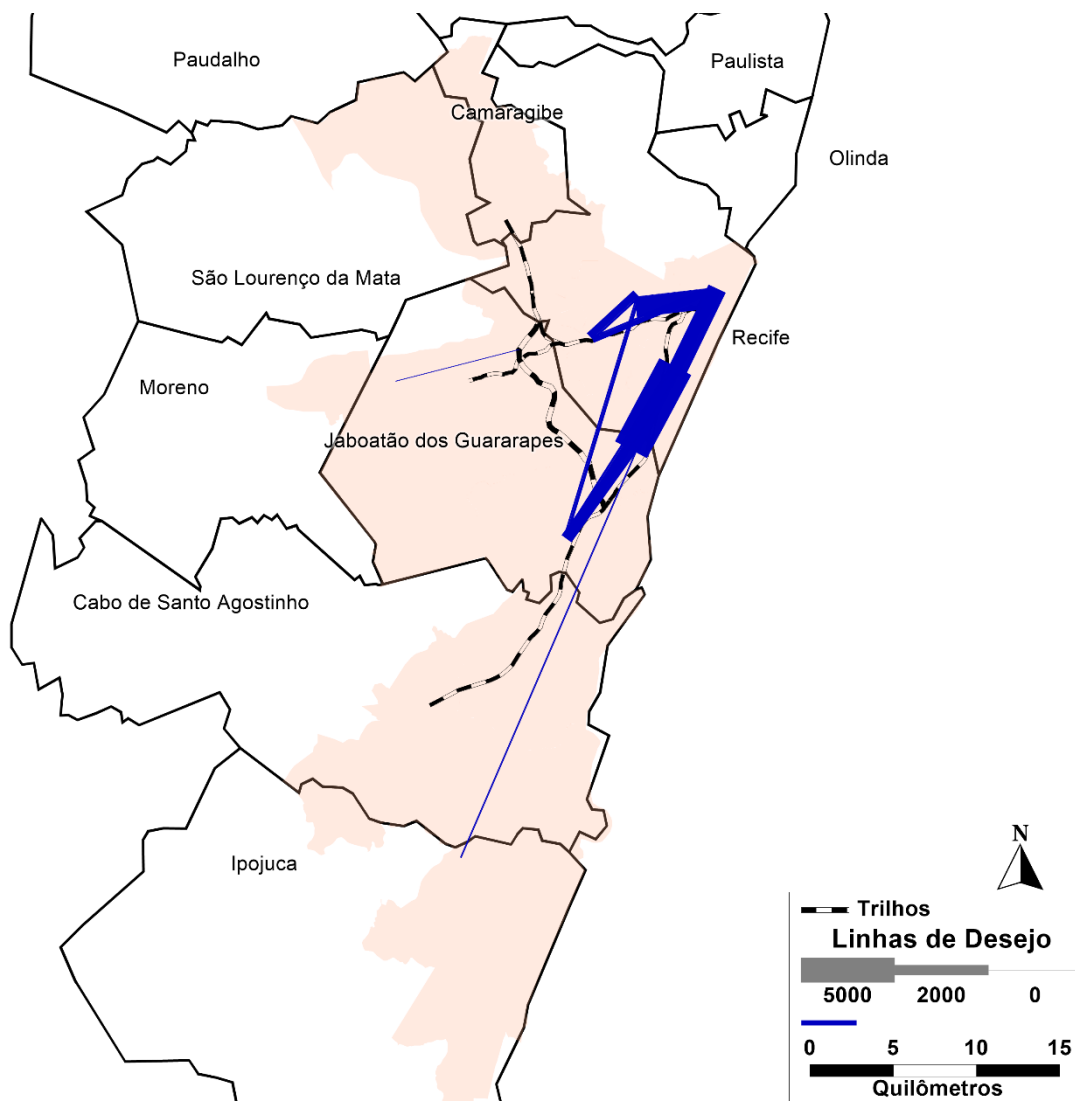 Paudalho
Paulista
Camaragibe
Olinda
São Lourenço da Mata
Recife
Moreno
Jaboatão dos Guararapes
Cabo de Santo Agostinho
Ipojuca
N
Trilhos
Linhas de Desejo
5000 2000 0
0 5 10 15
Quilômetros